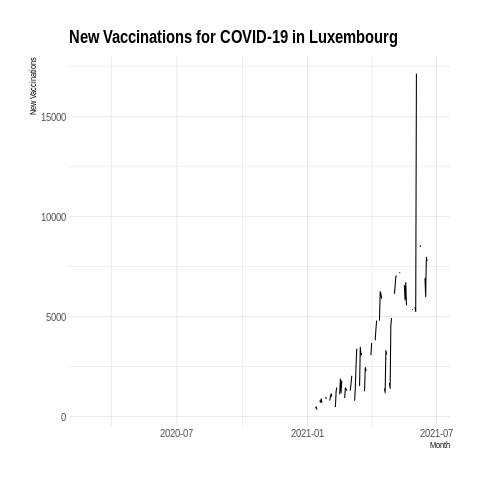 New Vaccinations for COVID-19 in Luxembourg
New Vaccinations
15000
10000
5000
0
2020-07
2021-01
2021-07
Month